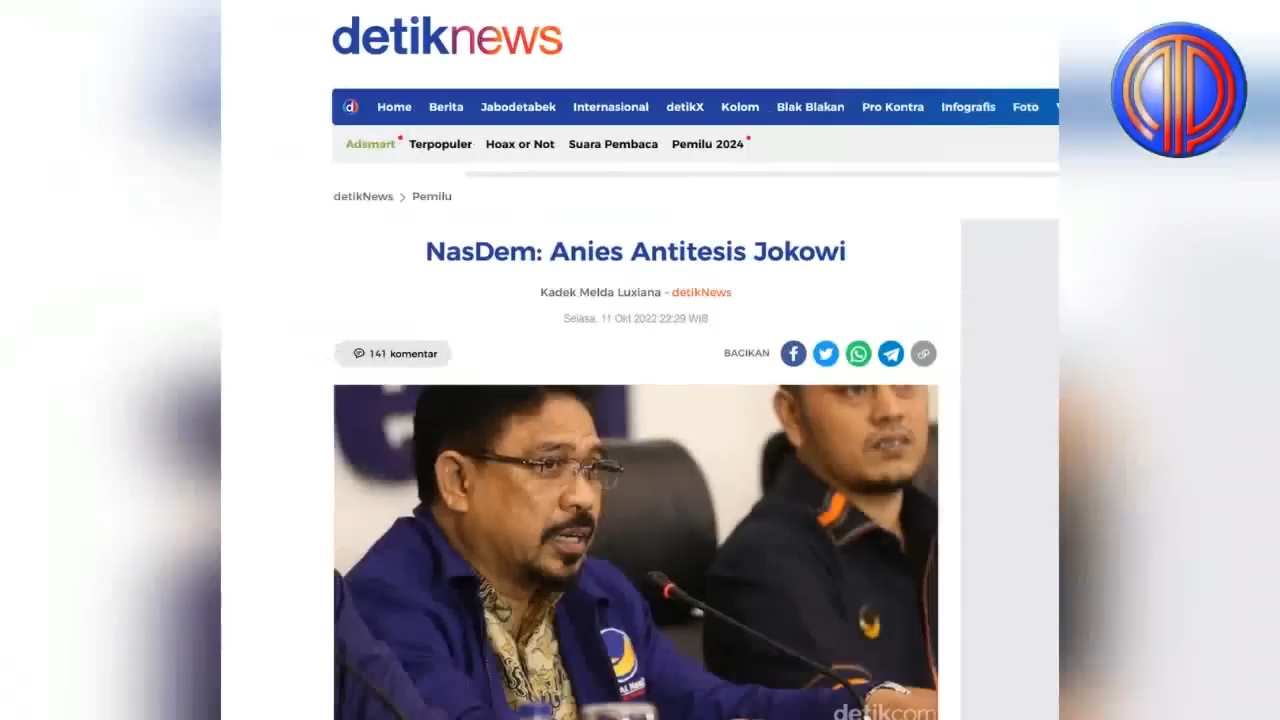 detiknews
Home Berita Jabodetabek Internasional detikX Kolom Blak Blakan Pro Kontra Infografis Foto
Adsmart Terpopuler Hoax or Not Suara Pembaca Pemilu 2024
detikNews > Pemilu
NasDem: Anies Antitesis Jokowi
Kadek Melda Luxiana - detikNews
Selasa, 11 Okt 2022 22:29 WIB
141 komentar
BAGIKAN
detikcom